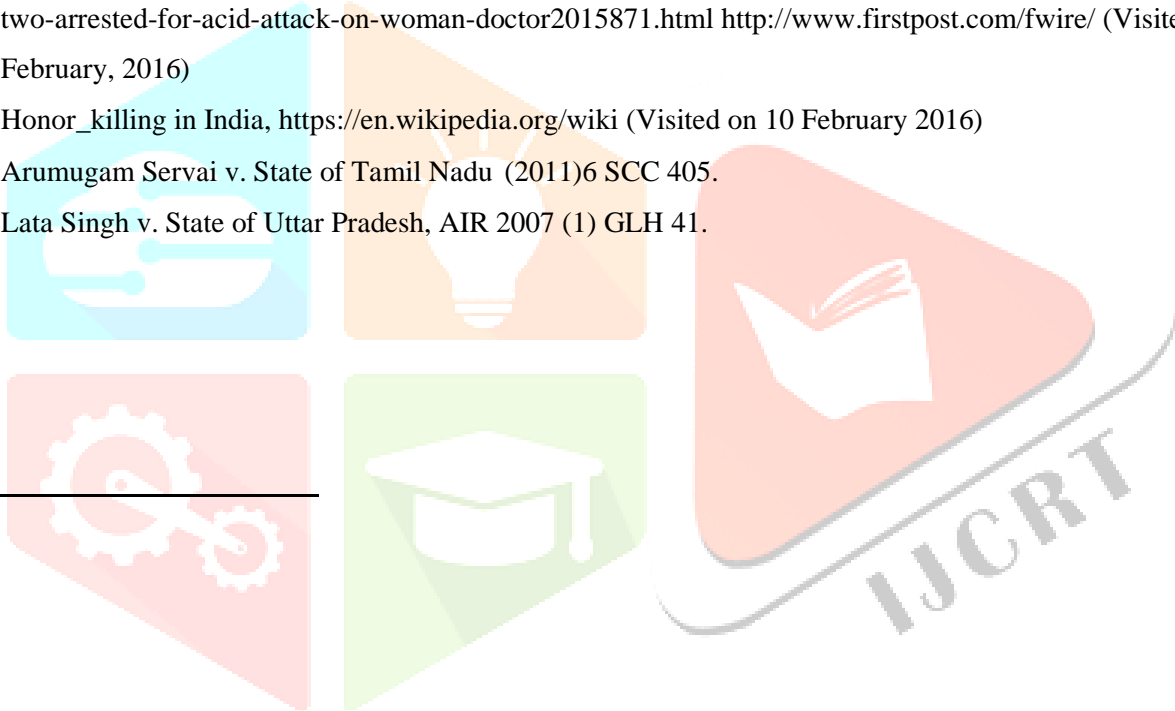 two-arrested-for-acid-attack-on-woman-doctor2015871.html http://www.firstpost.com/fwire/ (Visite
February, 2016)
Honor_killing in India, https://en.wikipedia.org/wiki (Visited on 10 February 2016)
Arumugam Servai v. State of Tamil Nadu (2011)6 SCC 405.
Lata Singh v. State of Uttar Pradesh, AIR 2007 (1) GLH 41.
IJCRT